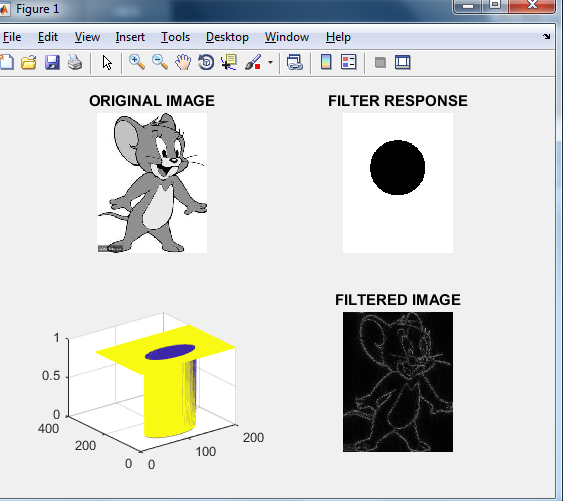 Figure 1
File Edit View Insert Tools Desktop Window Help
ORIGINAL IMAGE
FILTER RESPONSE
FILTERED IMAGE
1
0.5
0
400
200
0
0
100
200